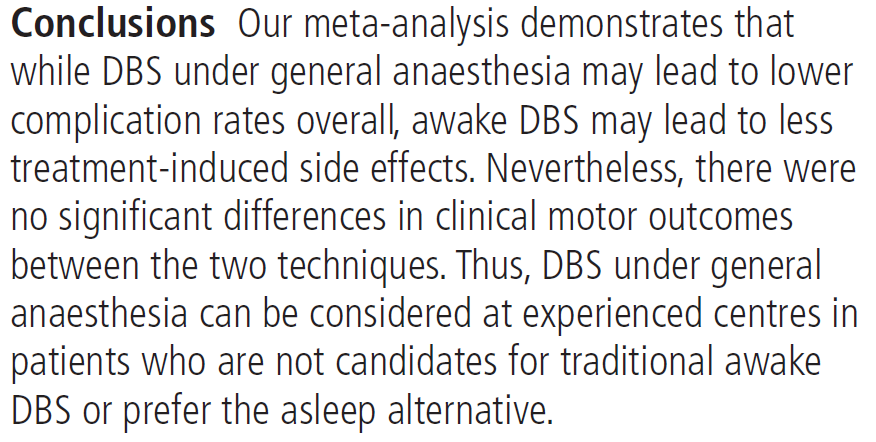 Conclusions Our meta-analysis demonstrates that
while DBS under general anaesthesia may lead to lower
complication rates overall, awake DBS may lead to less
treatment-induced side effects. Nevertheless, there were
no significant differences in clinical motor outcomes
between the two techniques. Thus, DBS under general
anaesthesia can be considered at experienced centres in
patients who are not candidates for traditional awake
DBS or prefer the asleep alternative.